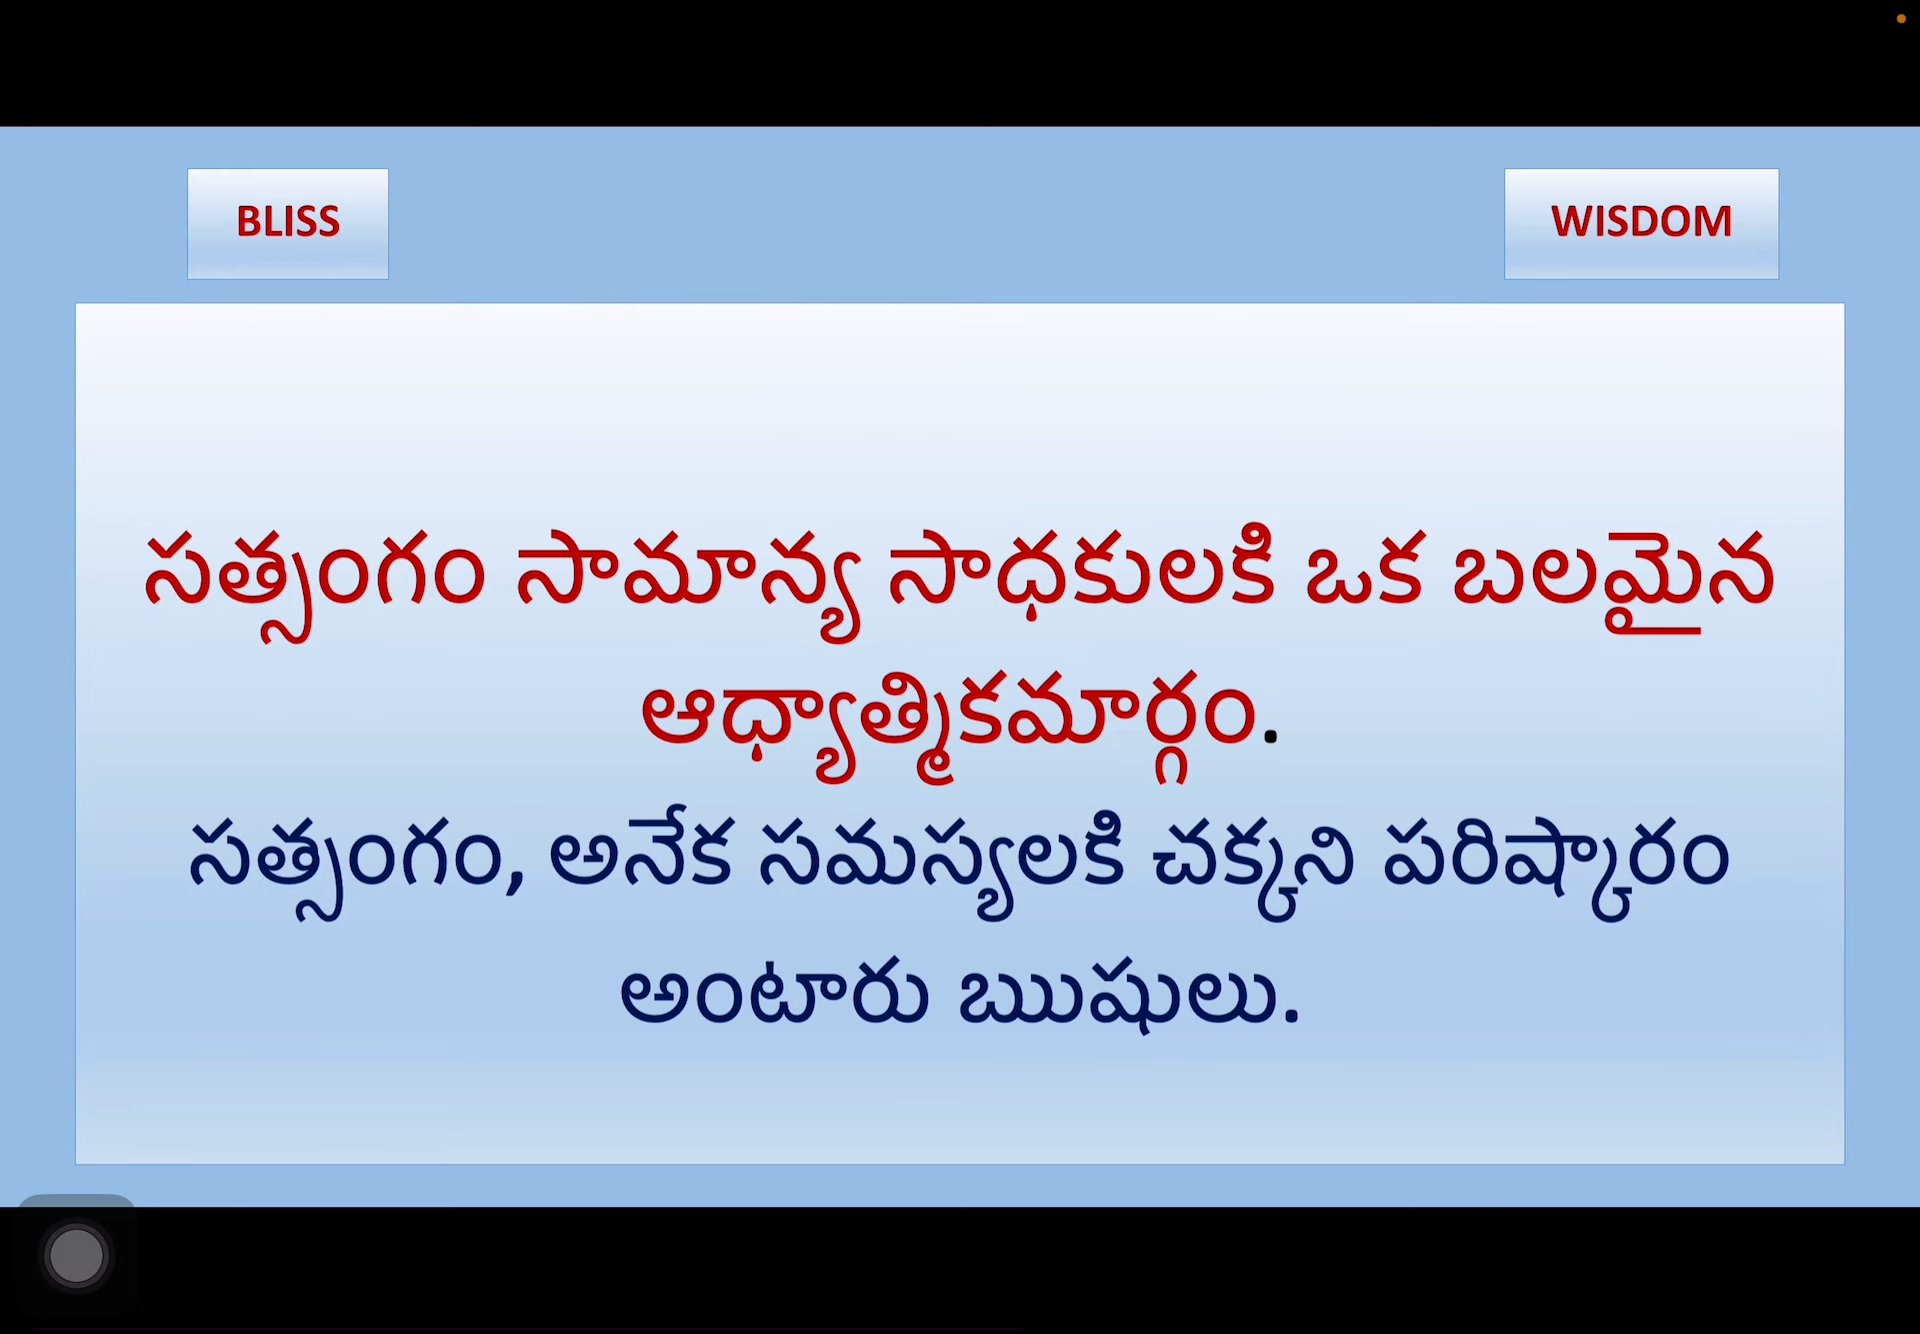 BLISS
WISDOM
సత్సంగం సామాన్య సాధకులకి ఒక బలమైన
ఆధ్యాత్మికమార్గం.
సత్సంగం, అనేక సమస్యలకి చక్కని పరిష్కారం
అంటారు ఋషులు.